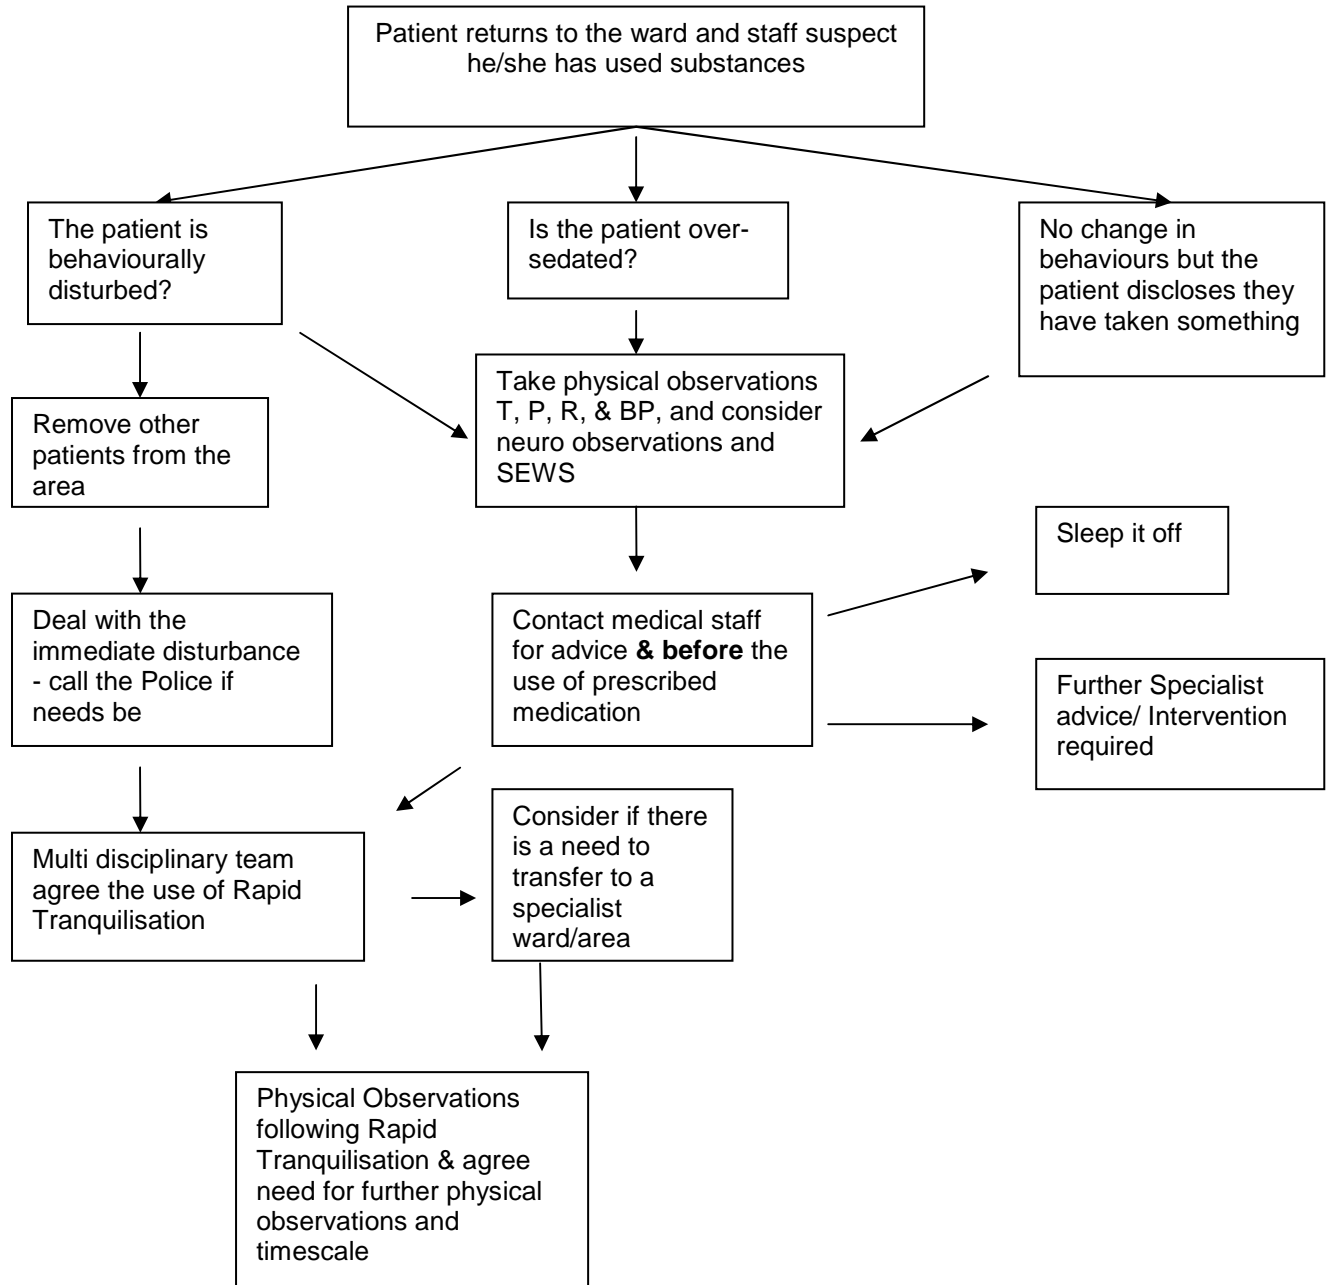 Patient returns to the ward and staff suspect
he/she has used substances
The patient is
behaviourally
disturbed?
Is the patient over-
sedated?
No change in
behaviours but the
patient discloses they
have taken something
Remove other
patients from the
area
Take physical observations
T, P, R, & BP, and consider
neuro observations and
SEWS
Sleep it off
Deal with the
immediate disturbance
- call the Police if
needs be
Contact medical staff
for advice & before the
use of prescribed
medication
Further Specialist
advice/ Intervention
required
Multi disciplinary team
agree the use of Rapid
Tranquilisation
Consider if there
is a need to
transfer to a
specialist
ward/area
Physical Observations
following Rapid
Tranquilisation & agree
need for further physical
observations and
timescale